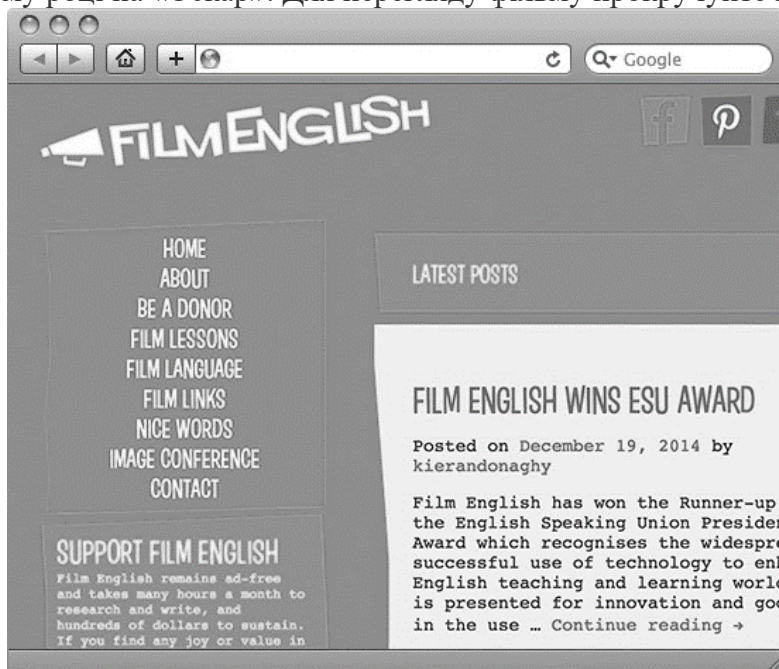 Google
FILM ENGLISH
HOME
ABOUT
BE A DONOR
FILM LESSONS
FILM LANGUAGE
FILM LINKS
NICE WORDS
IMAGE CONFERENCE
CONTACT
SUPPORT FILM ENGLISH
Film English remains ad-free
and takes many hours a month to
research and write, and
hundreds of dollars to sustain.
If you find any joy or value in
LATEST POSTS
FILM ENGLISH WINS ESU AWARD
Posted on December 19, 2014 by
kierandonaghy
Film English has won the Runner-up
the English Speaking Union
Award which recognises the
successful use of technology to
English teaching and learning
is presented for innovation and
in the use … Continue reading →